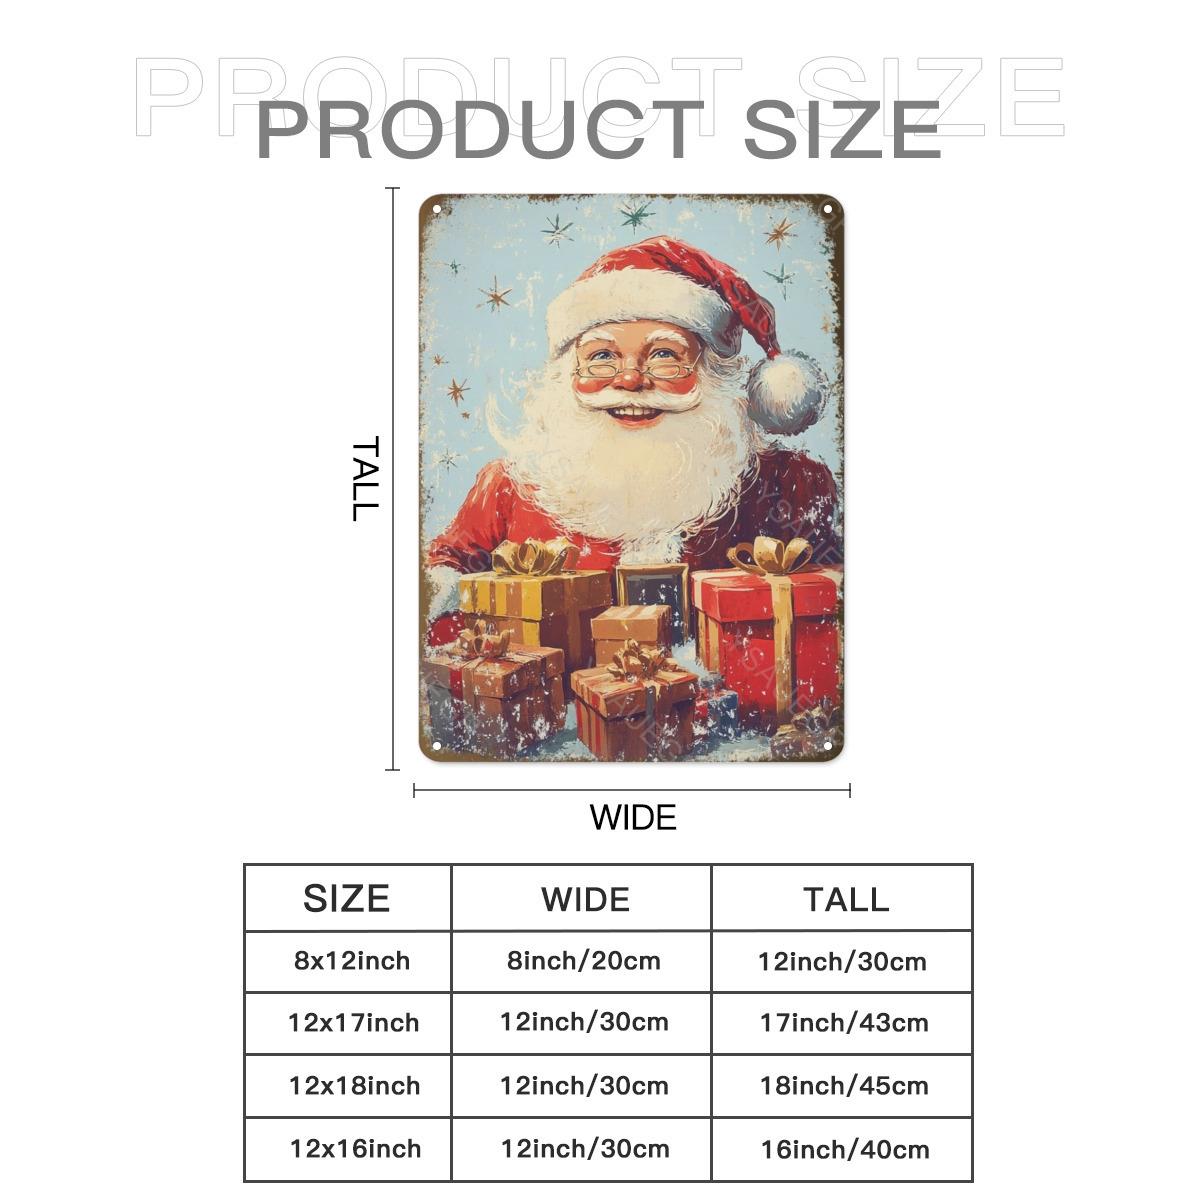 PRODUCT SIZE
PRODUCT SIZE
TALL
WIDE
SIZE WIDE TALL
8x12inch 8inch/20cm 12inch/30cm
12x17inch 12inch/30cm 17inch/43cm
12x18inch 12inch/30cm 18inch/45cm
12x16inch 12inch/30cm 16inch/40cm